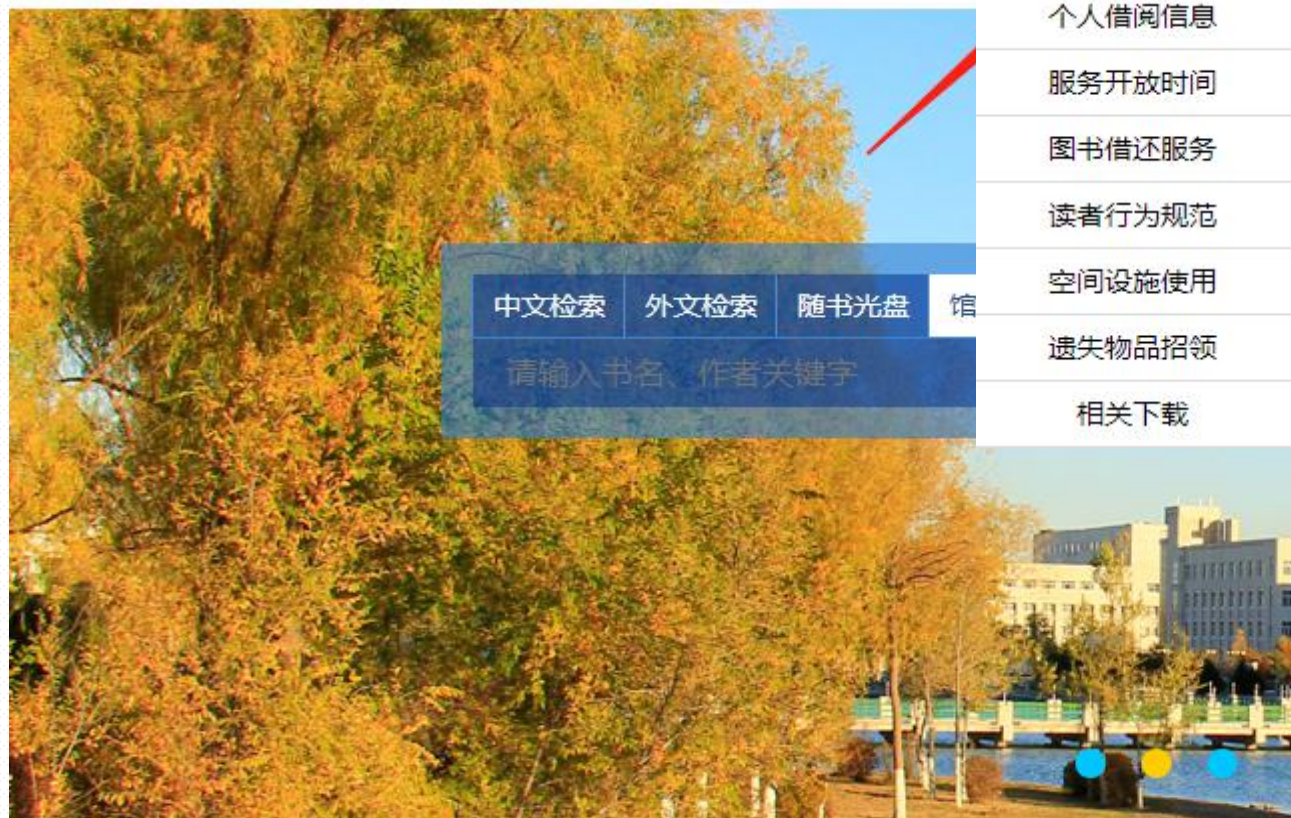 个人借阅信息
服务开放时间
图书借还服务
读者行为规范
空间设施使用
遗失物品招领
相关下载
中文检索 外文检索 随书光盘 馆
请输入书名、作者关键字